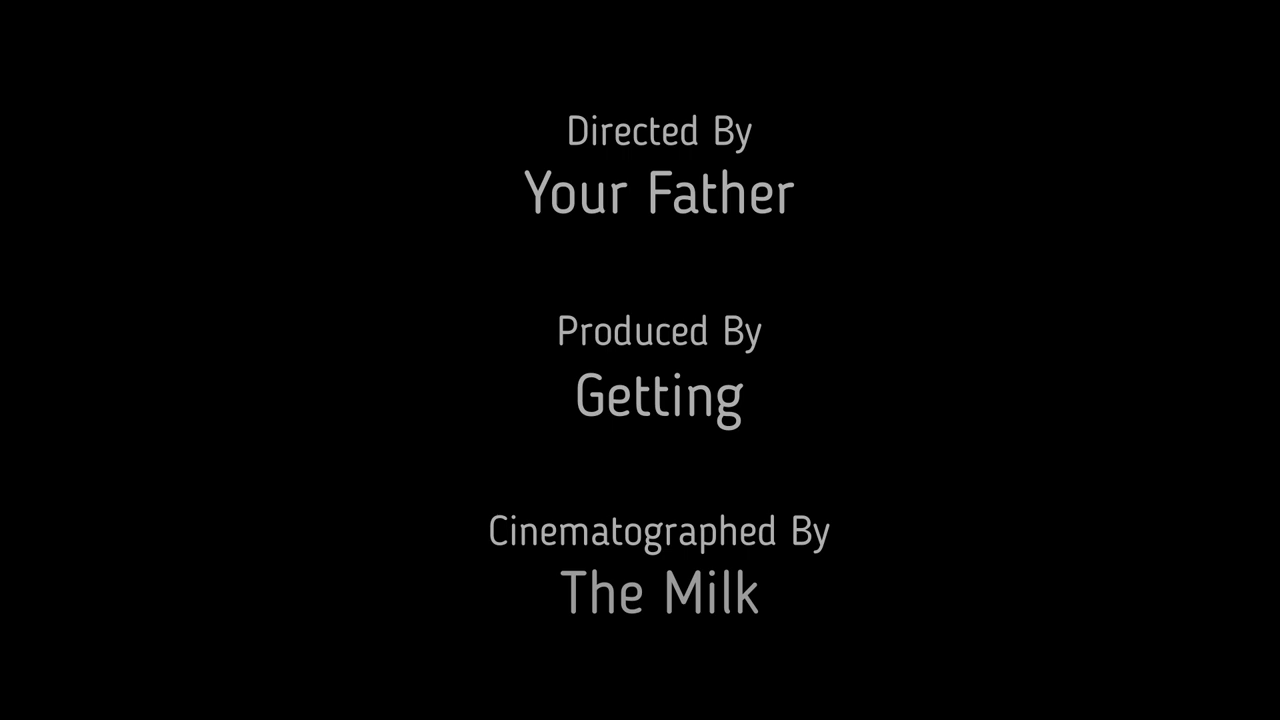 Directed By
Your Father
Produced By
Getting
Cinematographed By
The Milk